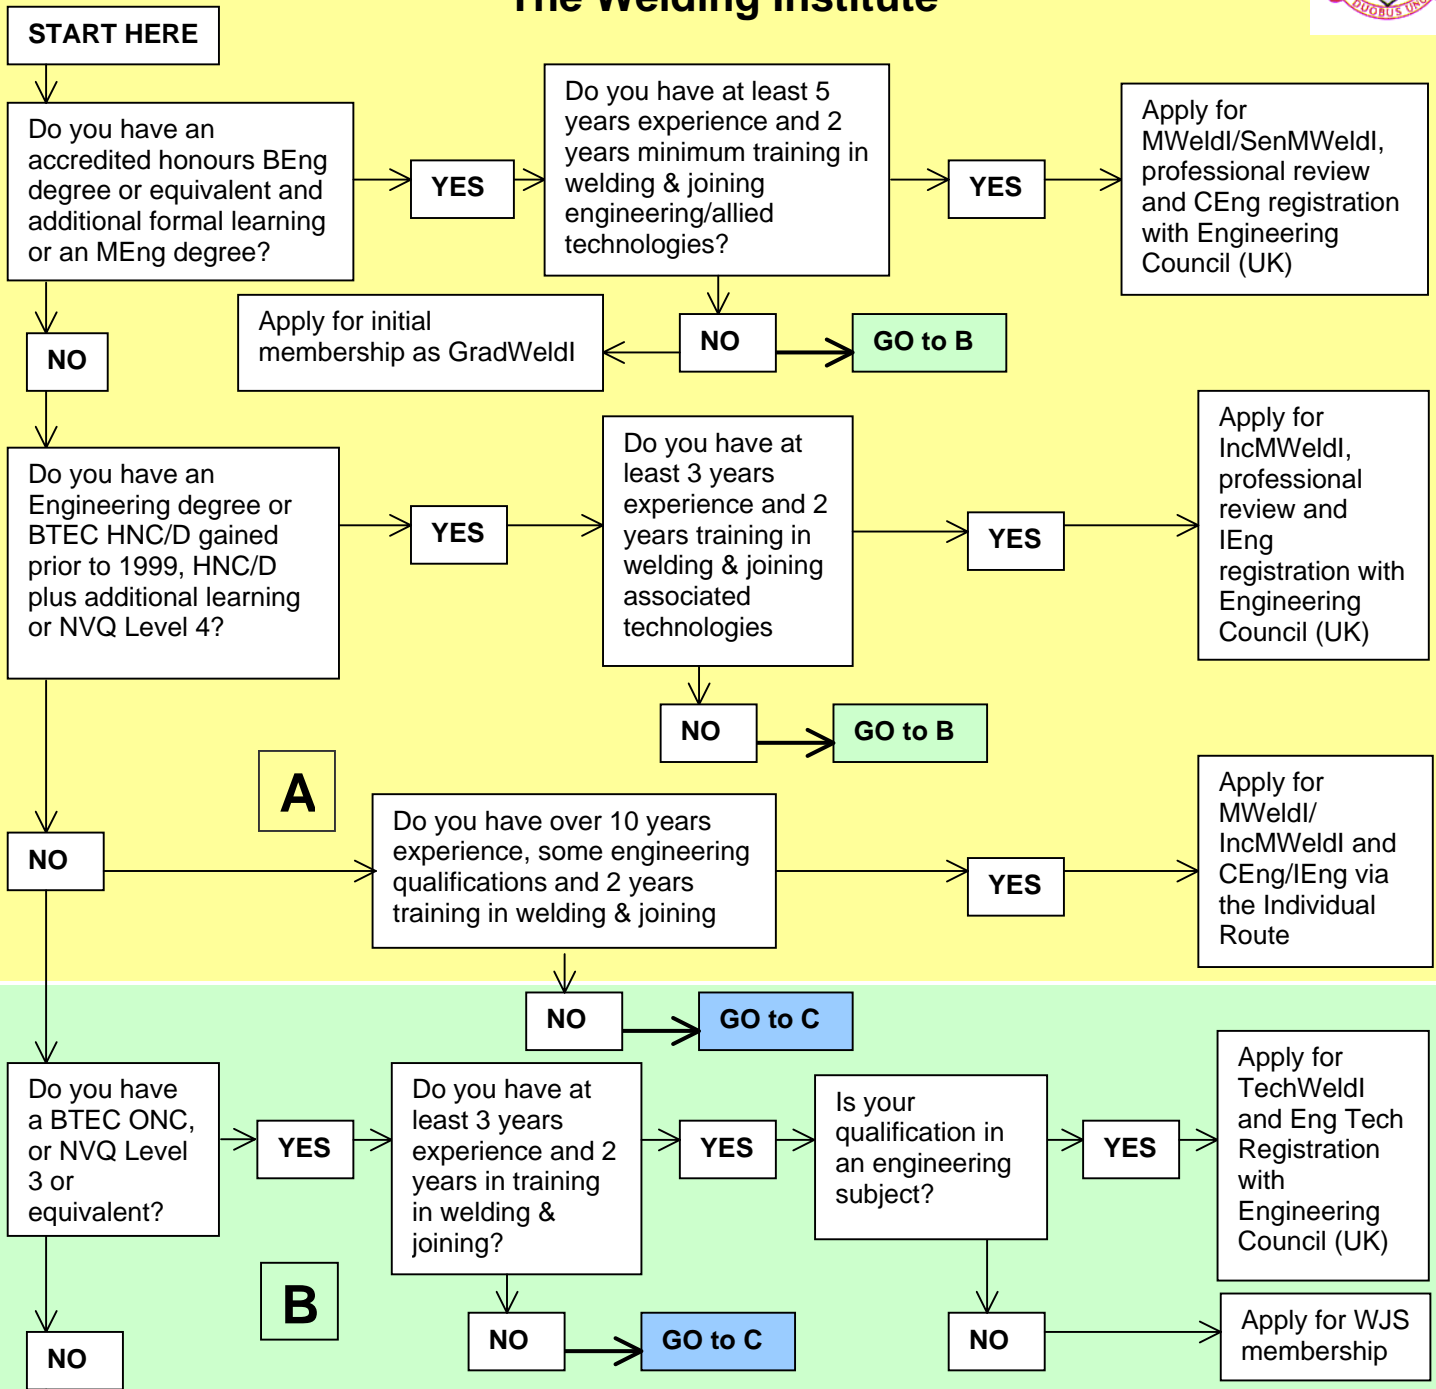 The Welding Institute
DUOBUS
START HERE
Do you have an
accredited honours BEng
degree or equivalent and
additional formal learning
or an MEng degree?
YES
Do you have at least 5
years experience and 2
years minimum training in
welding & joining
engineering/allied
technologies?
YES
Apply for
MWeldI/SenMWeldI,
professional review
and CEng registration
with Engineering
Council (UK)
NO
Apply for initial
membership as GradWeldI
NO
GO to B
Do you have an
Engineering degree or
BTEC HNC/D gained
prior to 1999, HNC/D
plus additional learning
or NVQ Level 4?
YES
Do you have at
least 3 years
experience and 2
years training in
welding & joining
associated
technologies
YES
Apply for
IncMWeldI,
professional
review and
IEng
registration with
Engineering
Council (UK)
NO
GO to B
A
NO
Do you have over 10 years
experience, some engineering
qualifications and 2 years
training in welding & joining
YES
Apply for
MWeldI/
IncMWeldI and
CEng/IEng via
the Individual
Route
NO
GO to C
Do you have
a BTEC ONC,
or NVQ Level
3 or
equivalent?
YES
Do you have at
least 3 years
experience and 2
years in training
in welding &
joining?
YES
Is your
qualification in
an engineering
subject?
YES
Apply for
TechWeldI
and Eng Tech
Registration
with
Engineering
Council (UK)
B
NO
NO
GO to C
NO
Apply for WJS
membership